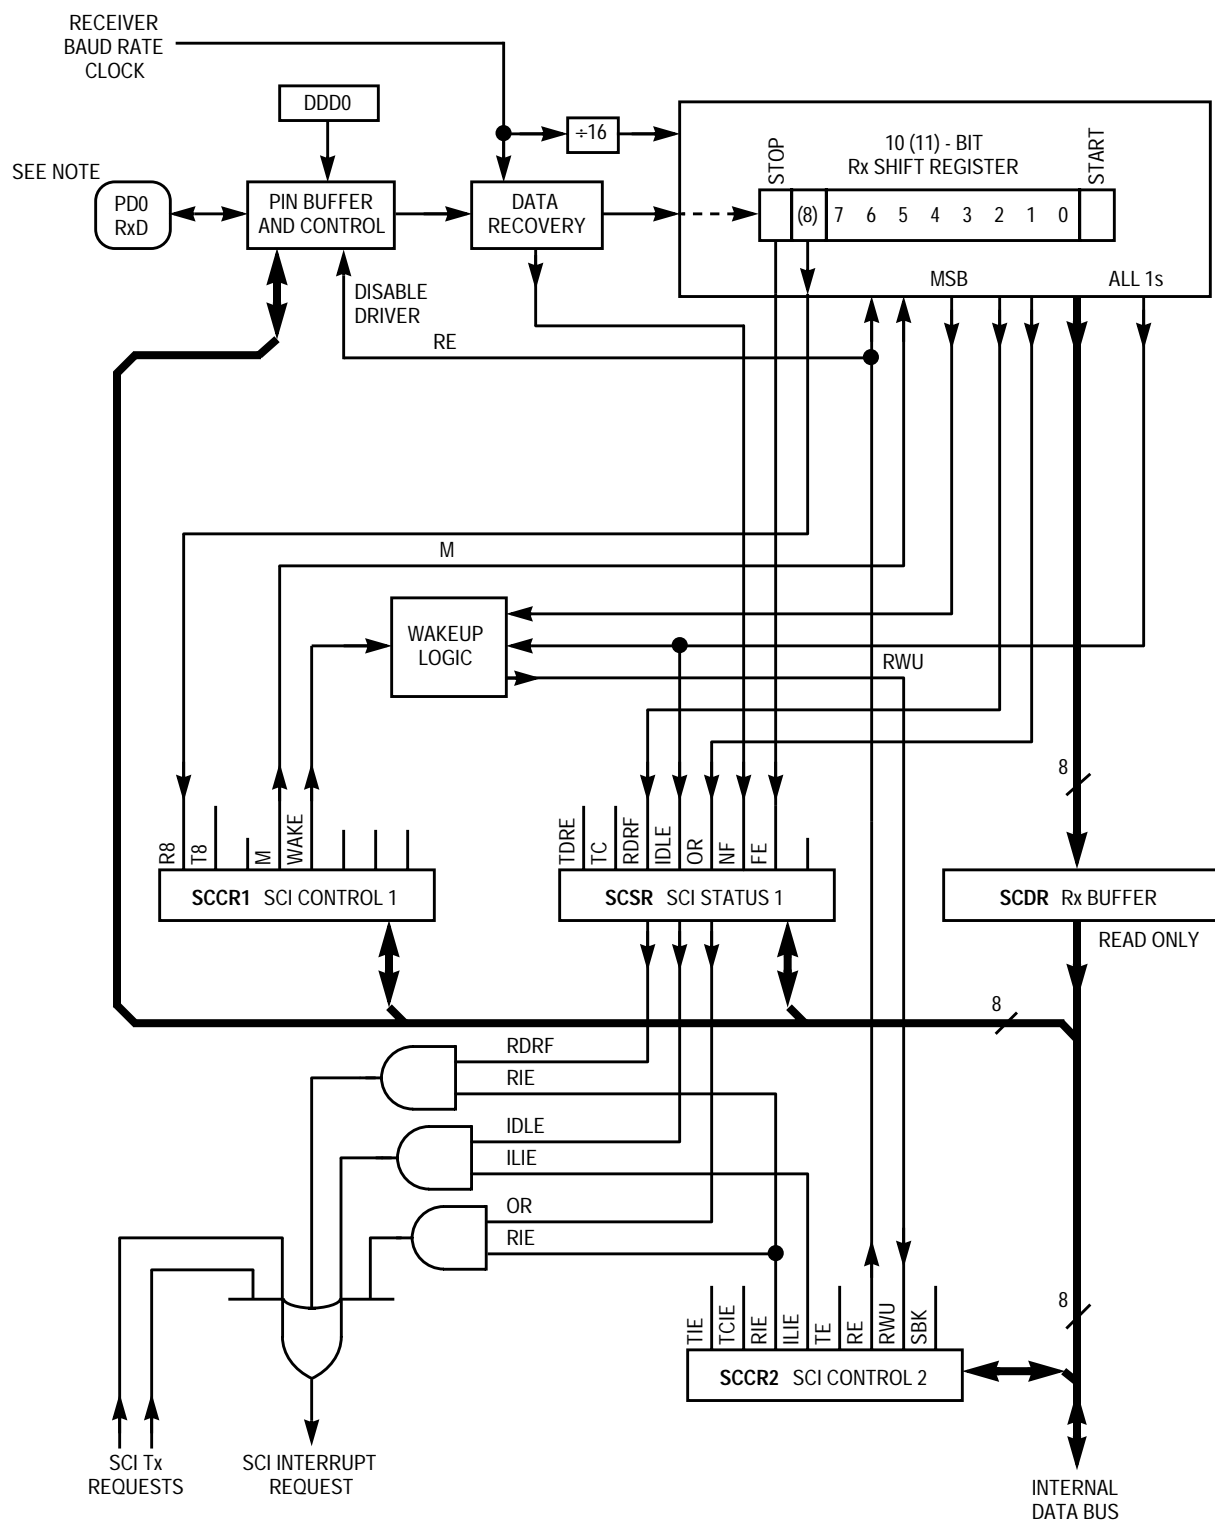 RECEIVER
BAUD RATE
CLOCK
DDD0
÷16
10 (11) - BIT
Rx SHIFT REGISTER
STOP
START
SEE NOTE
PD0
RxD
PIN BUFFER
AND CONTROL
DATA
RECOVERY
(8) 7 6 5 4 3 2 1 0
MSB
ALL 1s
DISABLE
DRIVER
RE
M
WAKEUP
LOGIC
RWU
8
R8
T8
M
WAKE
TDRE
TC
RDRF
IDLE
OR
NF
FE
SCCR1 SCI CONTROL 1
SCSR SCI STATUS 1
SCDR Rx BUFFER
READ ONLY
8
RDRF
RIE
IDLE
ILIE
OR
RIE
8
TIE
TCIE
RIE
ILIE
TE
RE
RWU
SBK
SCCR2 SCI CONTROL 2
SCI Tx
REQUESTS
SCI INTERRUPT
REQUEST
INTERNAL
DATA BUS